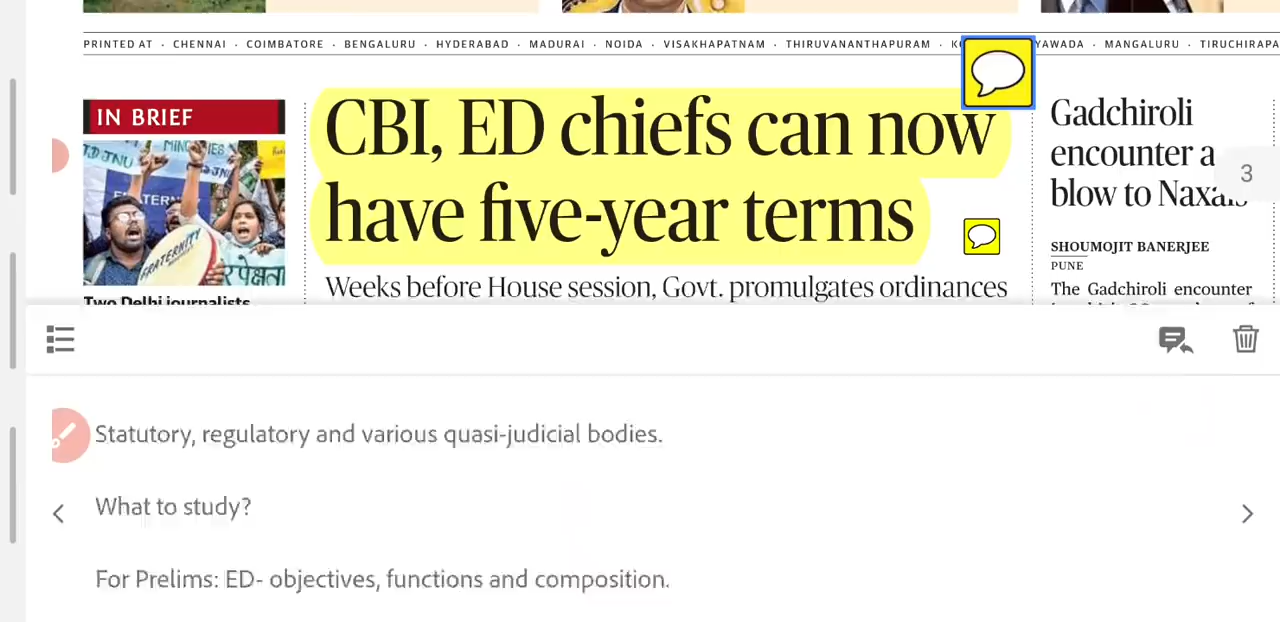 PRINTED AT · CHENNAI · COIMBATORE · BENGALURU · HYDERABAD · MADURAI · NOIDA · VISAKHAPATNAM · THIRUVANANTHAPURAM · · MANGALURU ·
IN BRIEF
FRATERNITY
Two Delhi journalists
CBI, ED chiefs can now
have five-year terms
Weeks before House session, Govt. promulgates ordinances
Gadchiroli
encounter a
blow to Naxals
SHOUMOJIT BANERJEE
PUNE
The Gadchiroli encounter
3
Statutory, regulatory and various quasi-judicial bodies.
What to study?
For Prelims: ED- objectives, functions and composition.